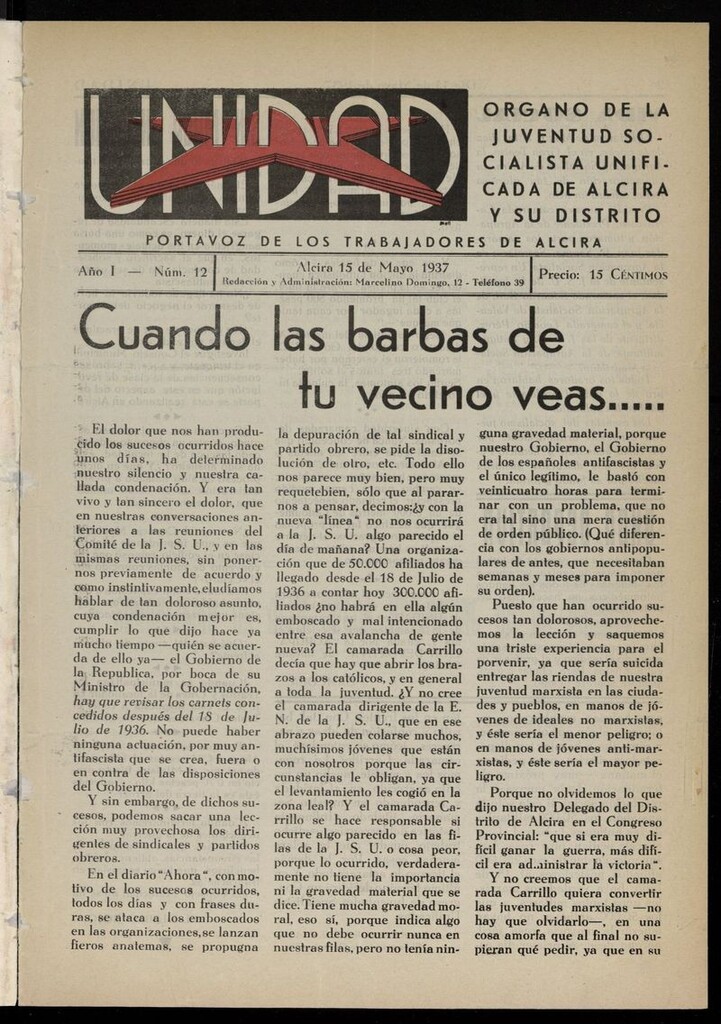 UNIDAD
ORGANO DE LA
JUVENTUD SO-
CIALISTA UNIFI-
CADA DE ALCIRA
Y SU DISTRITO
PORTAVOZ DE LOS TRABAJADORES DE ALCIRA
Año I — Núm. 12
Alcira 15 de Mayo 1937
Redacción y Administración: Marcelino Domingo, 12 - Teléfono 39
Precio: 15 CÉNTIMOS
Cuando las barbas de
tu vecino veas.....
El dolor que nos han produ-
cido los sucesos ocurridos hace
unos días, ha determinado
nuestro silencio y nuestra ca-
llada condenación. Y era tan
vivo y tan sincero el dolor, que
en nuestras conversaciones an-
teriores a las reuniones del
Comité de la J. S. U., y en las
mismas reuniones, sin poner-
nos previamente de acuerdo y
como instintivamente, eludíamos
hablar de tan doloroso asunto,
cuya condenación mejor es,
cumplir lo que dijo hace ya
mucho tiempo —quién se acuer-
da de ello ya— el Gobierno de
la Republica, por boca de su
Ministro de la Gobernación,
hay que revisar los carnets con-
cedidos después del 18 de Ju-
lio de 1936. No puede haber
ninguna actuación, por muy an-
tifascista que se crea, fuera o
en contra de las disposiciones
del Gobierno.
Y sin embargo, de dichos su-
cesos, podemos sacar una lec-
ción muy provechosa los diri-
gentes de sindicales y partidos
obreros.
En el diario "Ahora", con mo-
tivo de los sucesos ocurridos,
todos los días y con frases du-
ras, se ataca a los emboscados
en las organizaciones, se lanzan
fieros anatemas, se propugna
la depuración de tal sindical y
partido obrero, se pide la diso-
lución de otro, etc. Todo ello
nos parece muy bien, pero muy
requetebien, sólo que al parar-
nos a pensar, decimos:¿y con la
nueva "línea" no nos ocurrirá
a la J. S. U. algo parecido el
día de mañana? Una organiza-
ción que de 50.000 afiliados ha
llegado desde el 18 de Julio de
1936 a contar hoy 300.000 afi-
liados ¿no habrá en ella algún
emboscado y mal intencionado
entre esa avalancha de gente
nueva? El camarada Carrillo
decía que hay que abrir los bra-
zos a los católicos, y en general
a toda la juventud. ¿Y no cree
el camarada dirigente de la E.
N. de la J. S. U., que en ese
abrazo pueden colarse muchos,
muchísimos jóvenes que están
con nosotros porque las cir-
cunstancias le obligan, ya que
el levantamiento les cogió en la
zona leal? Y el camarada Ca-
rrillo se hace responsable si
ocurre algo parecido en las fi-
las de la J. S. U. o cosa peor,
porque lo ocurrido, verdadera-
mente no tiene la importancia
ni la gravedad material que se
dice. Tiene mucha gravedad mo-
ral, eso sí, porque indica algo
que no debe ocurrir nunca en
nuestras filas, pero no tenía nin-
guna gravedad material, porque
nuestro Gobierno, el Gobierno
de los españoles antifascistas y
el único legítimo, le bastó con
veinticuatro horas para termi-
nar con un problema, que no
era tal sino una mera cuestión
de orden público. (Qué diferen-
cia con los gobiernos antipopu-
lares de antes, que necesitaban
semanas y meses para imponer
su orden).
Puesto que han ocurrido su-
cesos tan dolorosos, aproveche-
mos la lección y saquemos
una triste experiencia para el
porvenir, ya que sería suicida
entregar las riendas de nuestra
juventud marxista en las ciuda-
des y pueblos, en manos de jó-
venes de ideales no marxistas,
y éste sería el menor peligro; o
en manos de jóvenes anti-mar-
xistas, y éste sería el mayor pe-
ligro.
Porque no olvidemos lo que
dijo nuestro Delegado del Dis-
trito de Alcira en el Congreso
Provincial: "que si era muy di-
fícil ganar la guerra, más difí-
cil era ad..inistrar la victoria".
Y no creemos que el cama-
rada Carrillo quiera convertir
las juventudes marxistas —no
hay que olvidarlo—, en una
cosa amorfa que al final no su-
pieran qué pedir, ya que en su